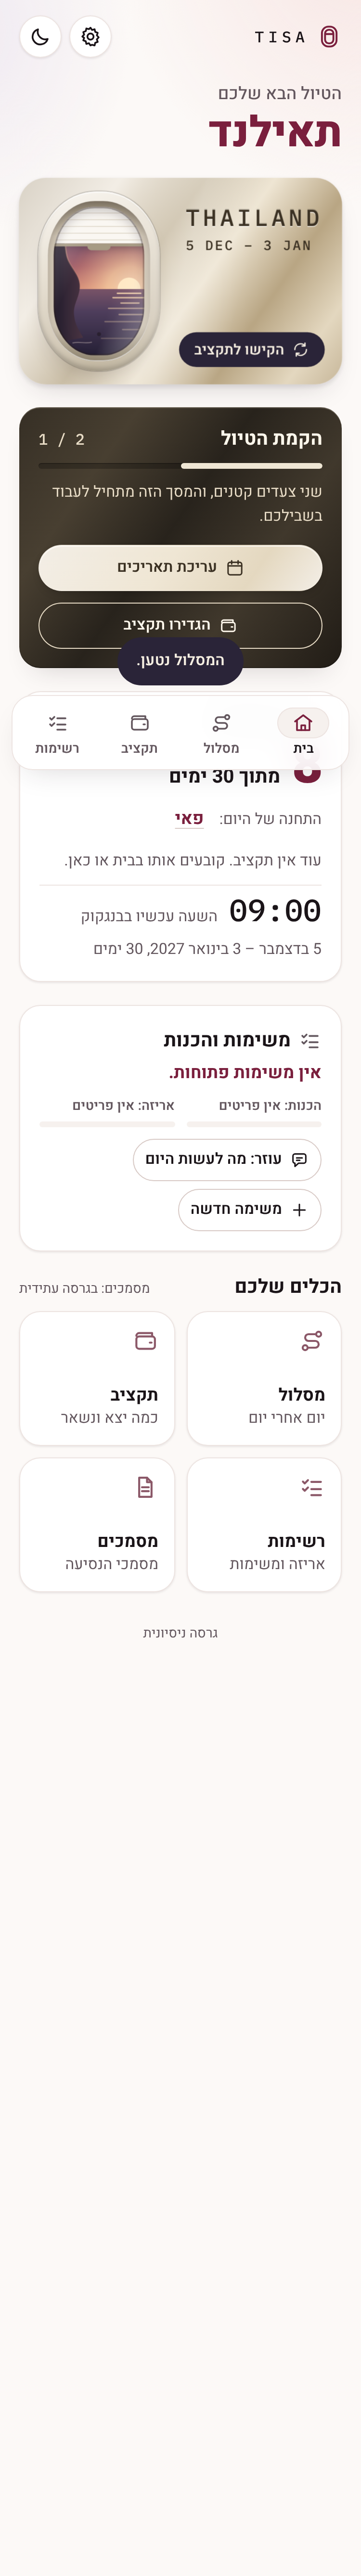 TISA
הטיול הבא שלכם
תאילנד
THAILAND
5 DEC – 3 JAN
הקישו לתקציב
הקמת הטיול
1 / 2
שני צעדים קטנים, והמסך הזה מתחיל לעבוד
בשבילכם.
עריכת תאריכים
הגדירו תקציב
המסלול נטען.
בית
מסלול
תקציב
רשימות
מתוך 30 ימים
התחנה של היום: פאי
עוד אין תקציב. קובעים אותו בבית או כאן.
09:00 השעה עכשיו בבנגקוק
5 בדצמבר – 3 בינואר 2027, 30 ימים
משימות והכנות
אין משימות פתוחות.
הכנות: אין פריטים
אריזה: אין פריטים
עוזר: מה לעשות היום
משימה חדשה
הכלים שלכם
מסמכים: בגרסה עתידית
מסלול
יום אחרי יום
תקציב
כמה יצא ונשאר
רשימות
אריזה ומשימות
מסמכים
מסמכי הנסיעה
גרסה ניסיונית